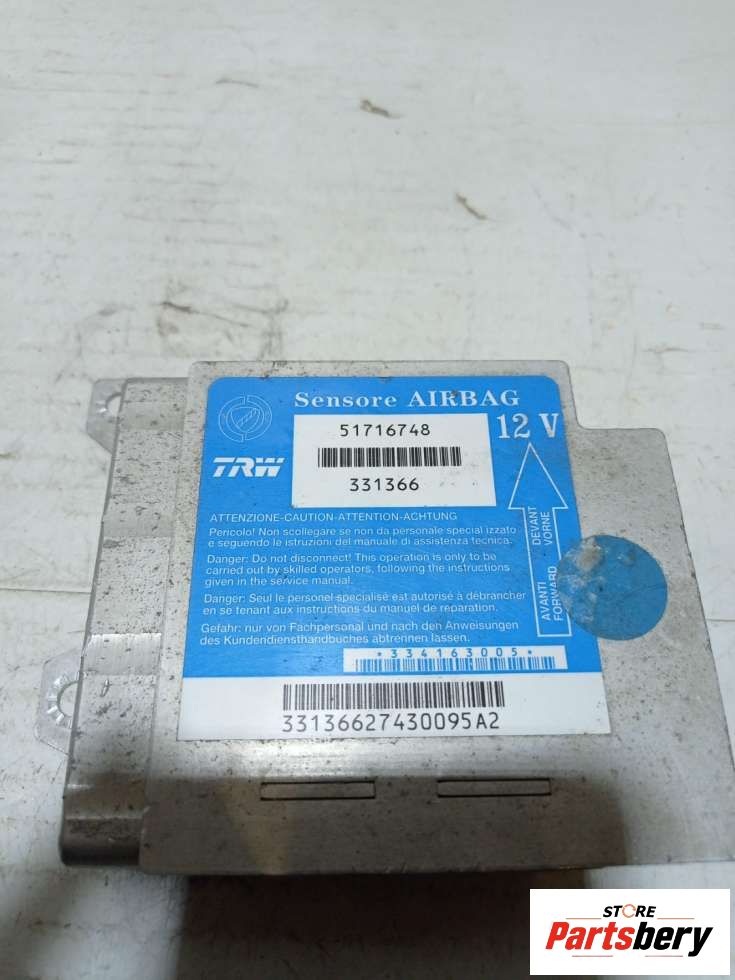 Sensore AIRBAG
51716748
12 V
TRW
331366
ATTENZIONE-CAUTION-ATTENTION-ACHTUNG
Pericolo! Non scollegare se non da personale special izzato
e seguendo le istruzioni del manuale di assistenza tecnica.
Danger: Do not disconnect! This operation is only to be
carried out by skilled operators, following the instructions
given in the service manual.
Danger: Seul le personel specialisé est autorisé à débrancher
en se tenant aux instructions du manuel de reparation.
Gefahr: nur von Fachpersonal und nach den Anweisungen
des Kundendiensthandbuches abtrennen lassen.
AVANTI DEVANT
FORWARD VORNE
*334163005*
33136627430095A2
STORE
Partsbery